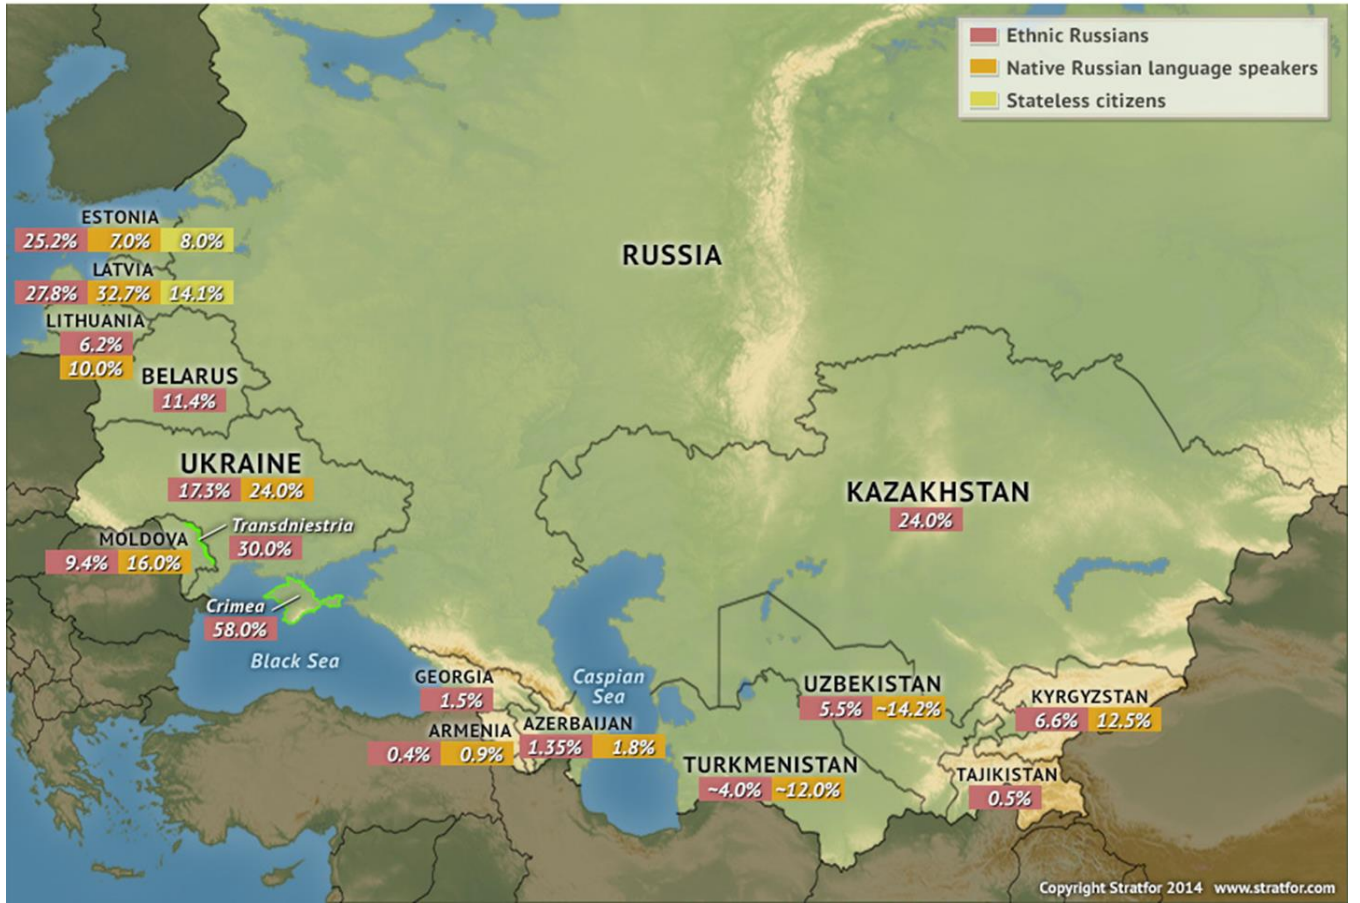 Ethnic Russians
Native Russian language speakers
Stateless citizens
ESTONIA
25.2% 7.0% 8.0%
LATVIA
27.8% 32.7% 14.1%
LITHUANIA
6.2%
10.0%
BELARUS
11.4%
RUSSIA
UKRAINE
17.3% 24.0%
KAZAKHSTAN
24.0%
Transdniestria
30.0%
MOLDOVA
9.4% 16.0%
Crimea
58.0%
Black Sea
Caspian
Sea
GEORGIA
1.5%
ARMENIA
0.4% 0.9%
AZERBAIJAN
1.35% 1.8%
UZBEKISTAN
5.5% ~14.2%
KYRGYZSTAN
6.6% 12.5%
TURKMENISTAN
~4.0% ~12.0%
TAJIKISTAN
0.5%
Copyright Stratfor 2014 www.stratfor.com